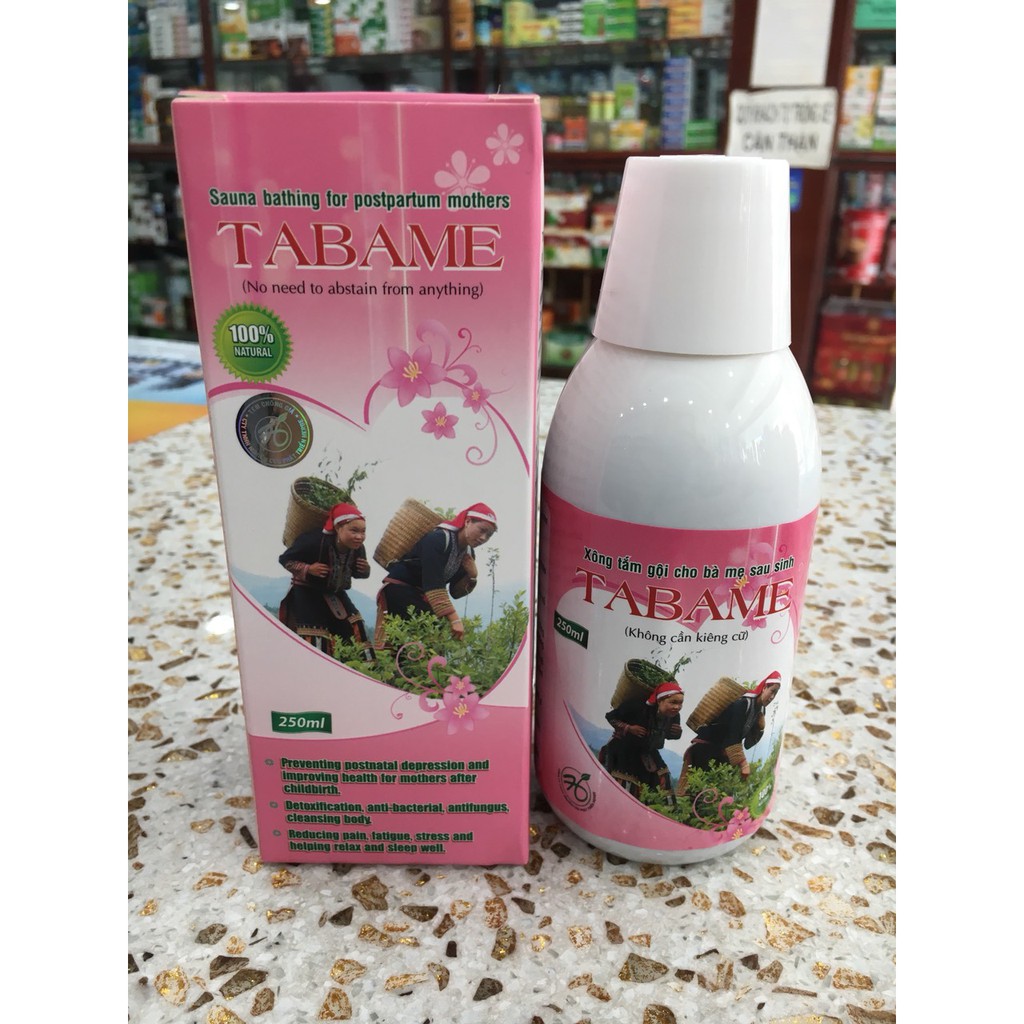 Sauna bathing for postpartum mothers
TABAME
(No need to abstain from anything)
100%
NATURAL
250ml
Preventing postnatal depression and
improving health for mothers after
childbirth.
Detoxification, anti-bacterial, antifungus,
cleansing body.
Reducing pain, fatigue, stress and
helping relax and sleep well.
Xông tắm gội cho bà mẹ sau sinh
TABAME
(Không cần kiêng cữ)
250ml
CẨN THẬN